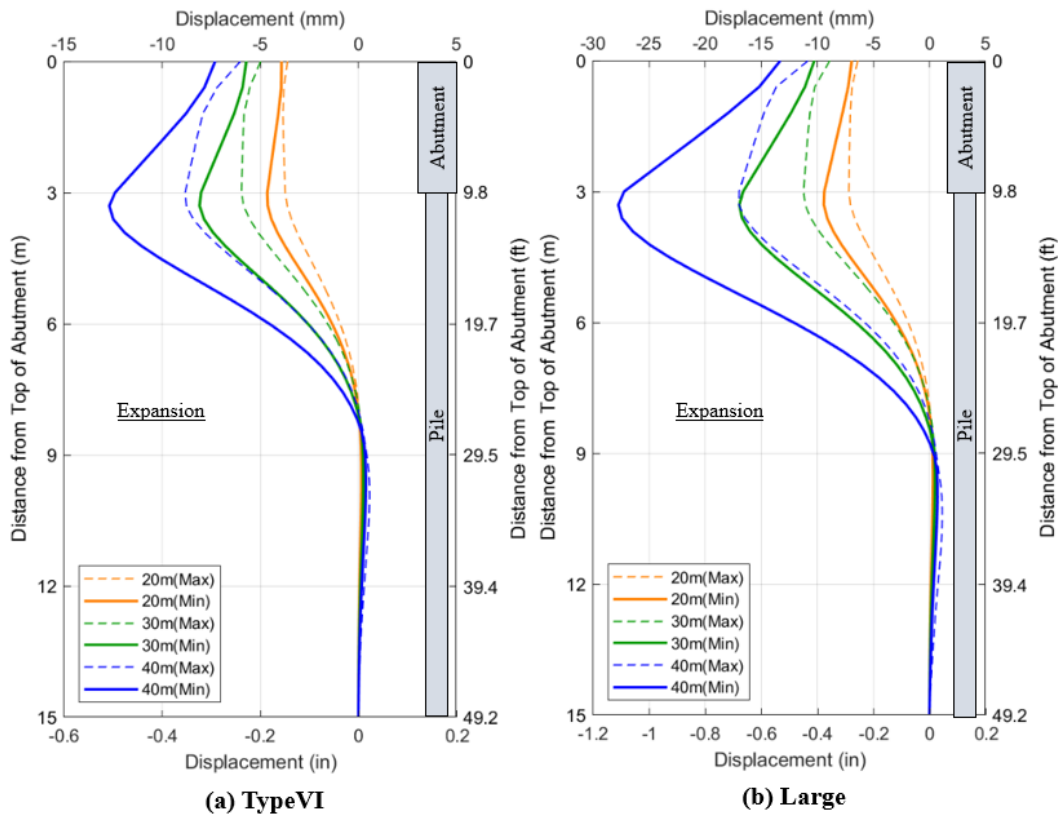 Displacement (mm)
-15 -10 -5 0 5
0 3 6 9 12 15
Distance from Top of Abutment (m)
Expansion
20m(Max)
20m(Min)
30m(Max)
30m(Min)
40m(Max)
40m(Min)
Abutment
Pile
0 9.8 19.7 29.5 39.4 49.2
Distance from Top of Abutment (ft)
-0.6 -0.4 -0.2 0 0.2
Displacement (in)
(a) TypeVI
Displacement (mm)
-30 -25 -20 -15 -10 -5 0 5
0 3 6 9 12 15
Distance from Top of Abutment (m)
Expansion
20m(Max)
20m(Min)
30m(Max)
30m(Min)
40m(Max)
40m(Min)
Abutment
Pile
0 9.8 19.7 29.5 39.4 49.2
Distance from Top of Abutment (ft)
-1.2 -1 -0.8 -0.6 -0.4 -0.2 0 0.2
Displacement (in)
(b) Large